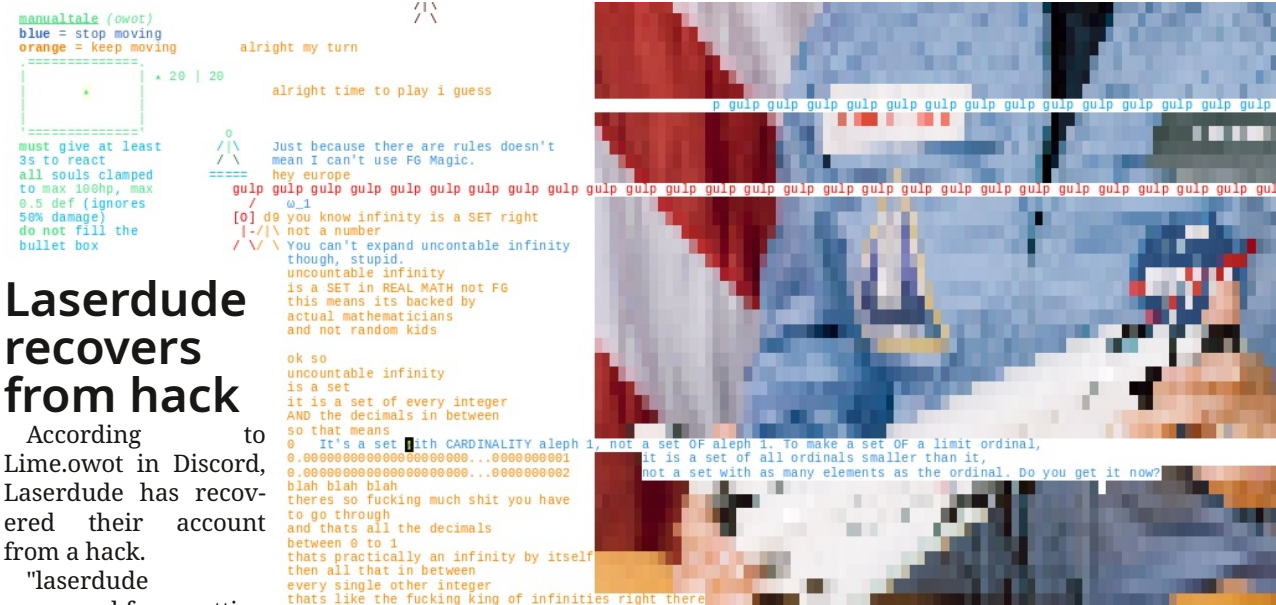 manualtale (owot)
blue = stop moving
orange = keep moving
alright my turn
▲ 20 | 20
alright time to play i guess
must give at least
3s to react
all souls clamped
to max 100hp, max
0.5 def (ignores
50% damage)
do not fill the
bullet box
Just because there are rules doesn't
mean I can't use FG Magic.
hey europe
p gulp gulp gulp gulp gulp gulp gulp gulp gulp gulp gulp gulp gulp gulp
gulp gulp gulp gulp gulp gulp gulp gulp gulp gulp gulp gulp gulp gulp gulp gulp gulp gulp gulp gulp gulp gulp gulp gulp gulp gulp gul
ω_1
[O] d9 you know infinity is a SET right
not a number
You can't expand uncontable infinity
though, stupid.
uncountable infinity
is a SET in REAL MATH not FG
this means its backed by
actual mathematicians
and not random kids
ok so
uncountable infinity
is a set
it is a set of every integer
AND the decimals in between
so that means
0 It's a set ith CARDINALITY aleph 1, not a set OF aleph 1. To make a set OF a limit ordinal,
0.00000000000000000000...0000000001 it is a set of all ordinals smaller than it,
0.00000000000000000000...0000000002 not a set with as many elements as the ordinal. Do you get it now?
blah blah blah
theres so fucking much shit you have
to go through
and thats all the decimals
between 0 to 1
thats practically an infinity by itself
then all that in between
every single other integer
thats like the fucking king of infinities right there
Laserdude
recovers
from hack
According to
Lime.owot in Discord,
Laserdude has recov-
ered their account
from a hack.
"laserdude